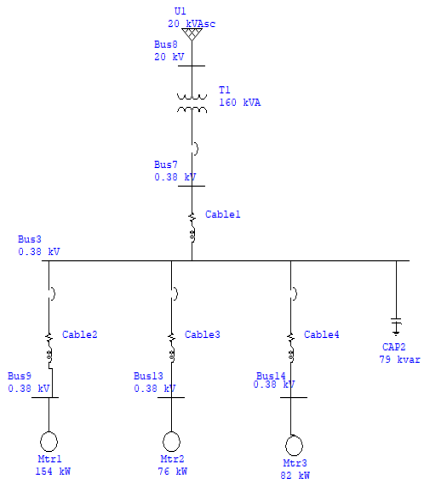 U1
20 kVAsc
Bus8
20 kV
T1
160 kVA
Bus7
0.38 kV
Cable1
Bus3
0.38 kV
Cable2
Cable3
Cable4
CAP2
79 kvar
Bus9
0.38 kV
Bus13
0.38 kV
Bus14
0.38 kV
Mtr1
154 kW
Mtr2
76 kW
Mtr3
82 kW